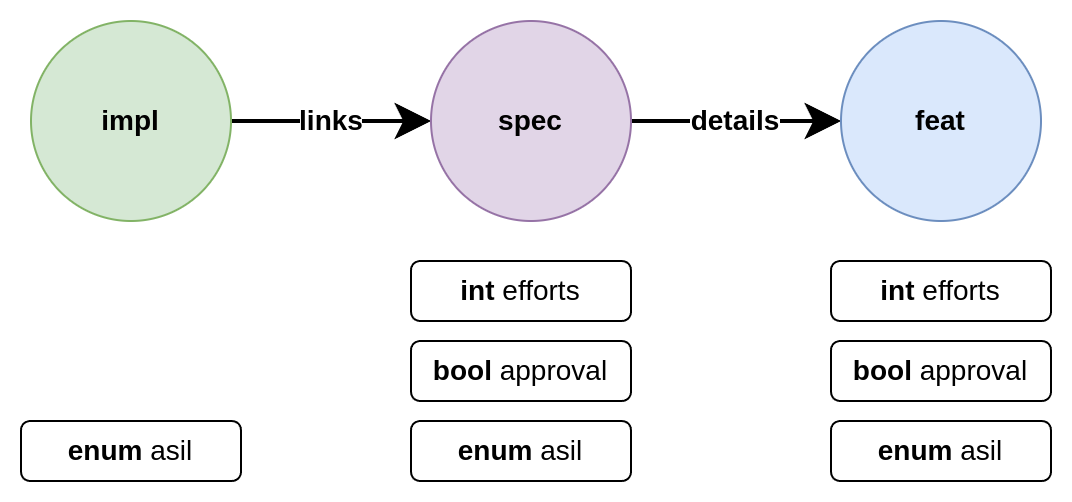 impl
links
spec
details
feat
int efforts
int efforts
bool approval
bool approval
enum asil
enum asil
enum asil